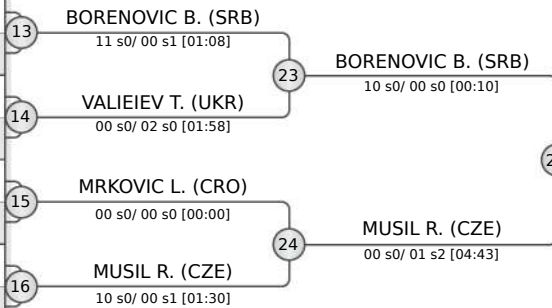 13
BORENOVIC B. (SRB)
11 s0/ 00 s1 [01:08]
23
BORENOVIC B. (SRB)
10 s0/ 00 s0 [00:10]
14
VALIEIEV T. (UKR)
00 s0/ 02 s0 [01:58]
15
MRKOVIC L. (CRO)
00 s0/ 00 s0 [00:00]
24
MUSIL R. (CZE)
00 s0/ 01 s2 [04:43]
16
MUSIL R. (CZE)
10 s0/ 00 s1 [01:30]